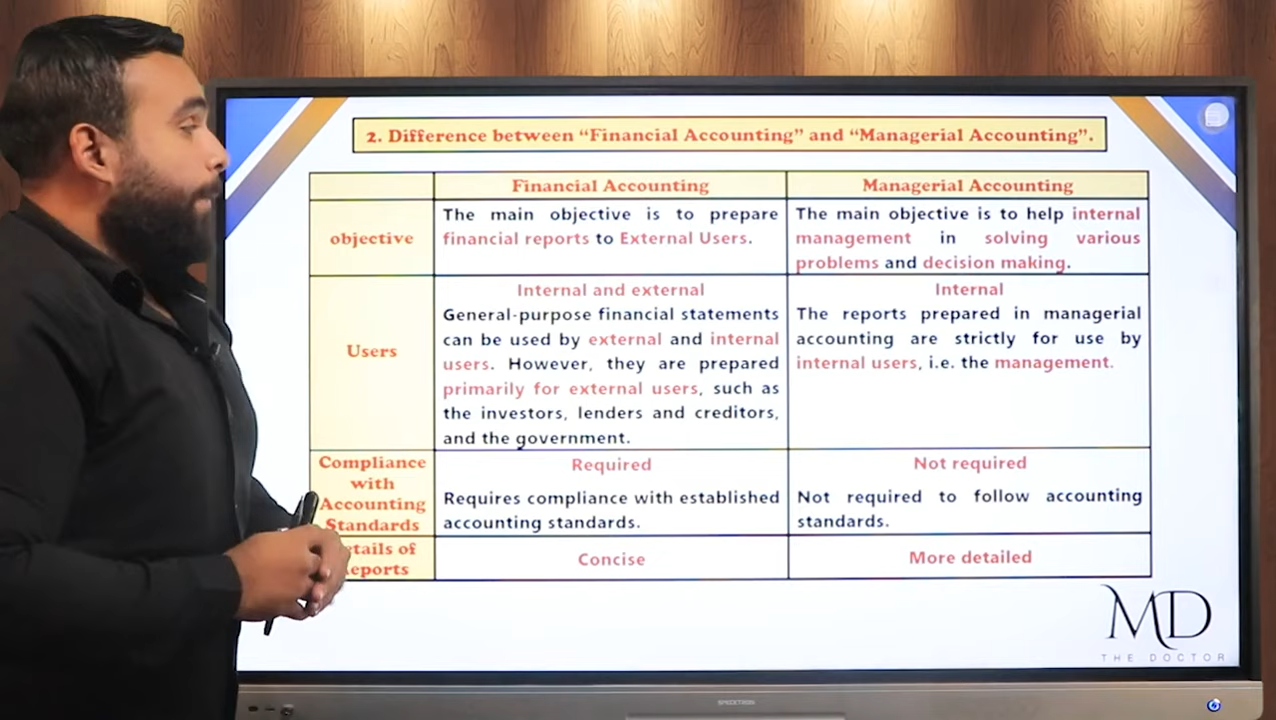 2. Difference between “Financial Accounting” and “Managerial Accounting”.
Financial Accounting
Managerial Accounting
objective
The main objective is to prepare
financial reports to External Users.
The main objective is to help internal
management in solving various
problems and decision making.
Users
Internal and external
General-purpose financial statements
can be used by external and internal
users. However, they are prepared
primarily for external users, such as
the investors, lenders and creditors,
and the government.
Internal
The reports prepared in managerial
accounting are strictly for use by
internal users, i.e. the management.
Compliance
with
Accounting
Standards
Required
Requires compliance with established
accounting standards.
Not required
Not required to follow accounting
standards.
of
Concise
More detailed
MD
THE DOCTOR